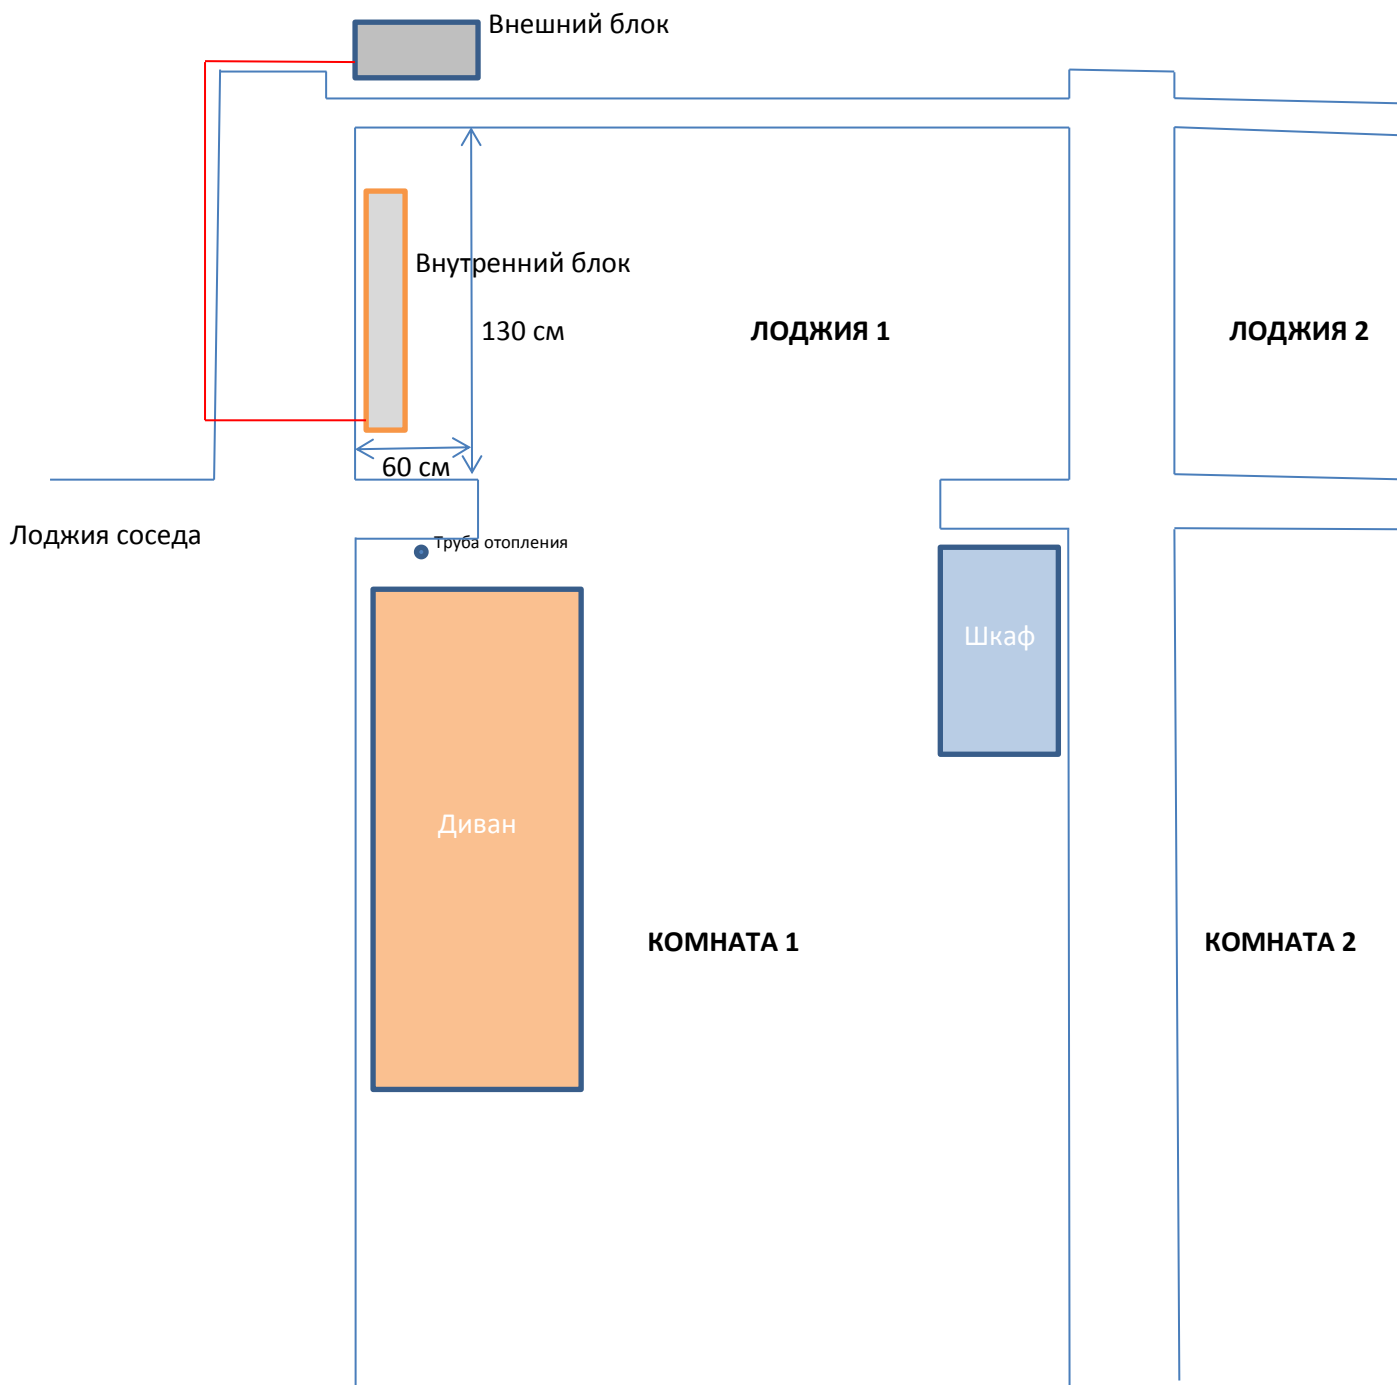 Внешний блок
Внутренний блок
130 см
ЛОДЖИЯ 1
ЛОДЖИЯ 2
60 см
Лоджия соседа
Труба отопления
Шкаф
Диван
КОМНАТА 1
КОМНАТА 2